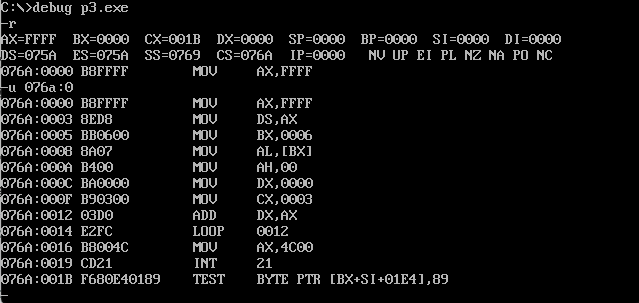 C:\>debug p3.exe
-r
AX=FFFF  BX=0000  CX=001B  DX=0000  SP=0000  BP=0000  SI=0000  DI=0000
DS=075A  ES=075A  SS=0769  CS=076A  IP=0000   NV UP EI PL NZ NA PO NC
076A:0000 B8FFFF        MOV     AX,FFFF
-u 076a:0
076A:0000 B8FFFF        MOV     AX,FFFF
076A:0003 8ED8          MOV     DS,AX
076A:0005 BB0600        MOV     BX,0006
076A:0008 8A07          MOV     AL,[BX]
076A:000A B400          MOV     AH,00
076A:000C BA0000        MOV     DX,0000
076A:000F B90300        MOV     CX,0003
076A:0012 03D0          ADD     DX,AX
076A:0014 E2FC          LOOP    0012
076A:0016 B8004C        MOV     AX,4C00
076A:0019 CD21          INT     21
076A:001B F680E40189    TEST    BYTE PTR [BX+SI+01E4],89
-